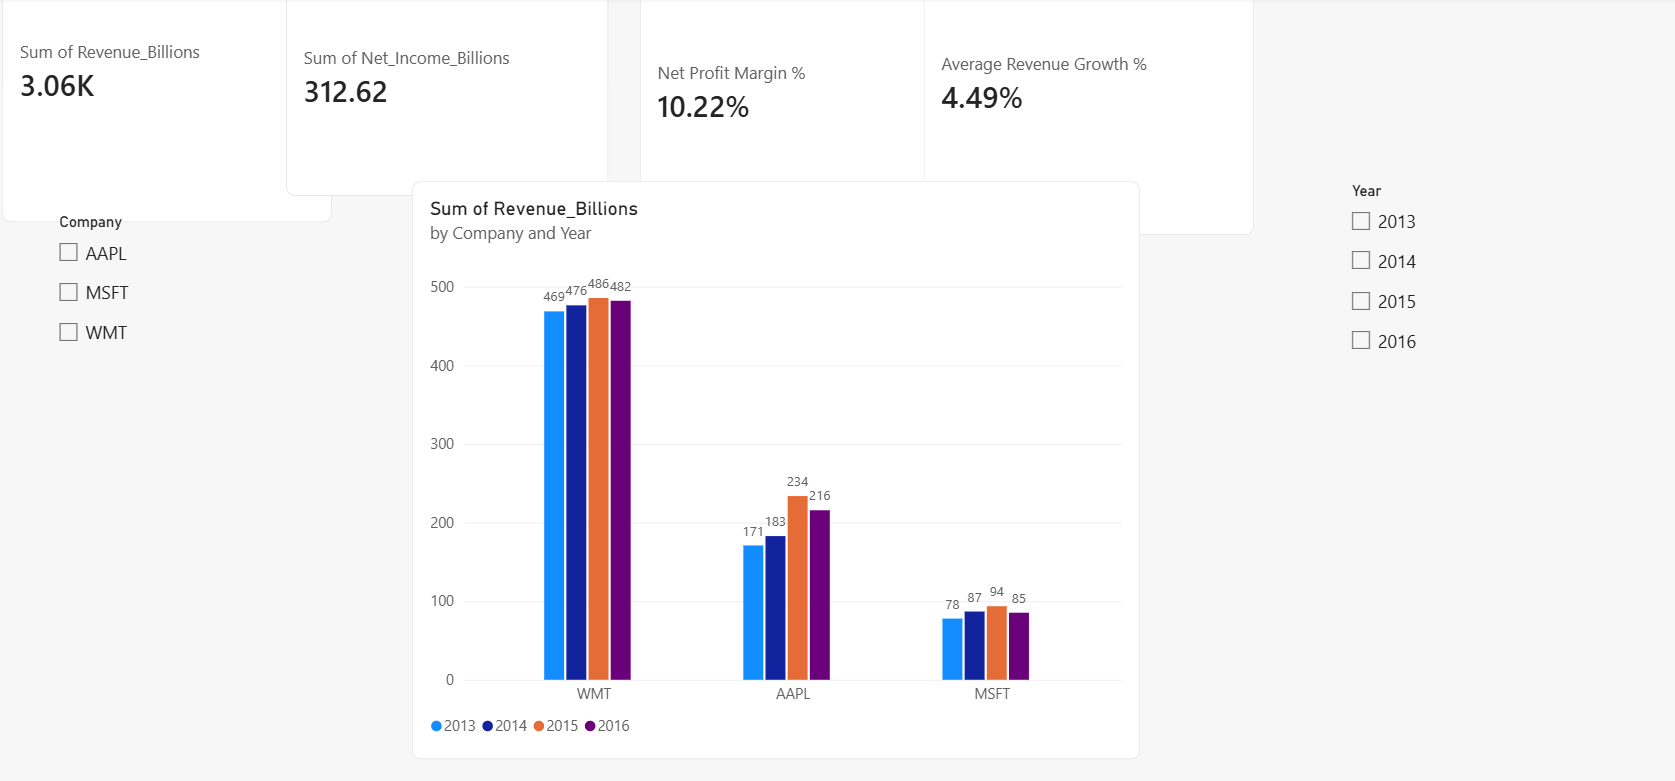 Sum of Revenue_Billions
3.06K
Sum of Net_Income_Billions
312.62
Net Profit Margin %
10.22%
Average Revenue Growth %
4.49%
Company
AAPL
MSFT
WMT
Sum of Revenue_Billions
by Company and Year
500
400
300
200
100
0
469 476 486 482
171 183 234 216
78 87 94 85
WMT AAPL MSFT
2013 2014 2015 2016
Year
2013
2014
2015
2016